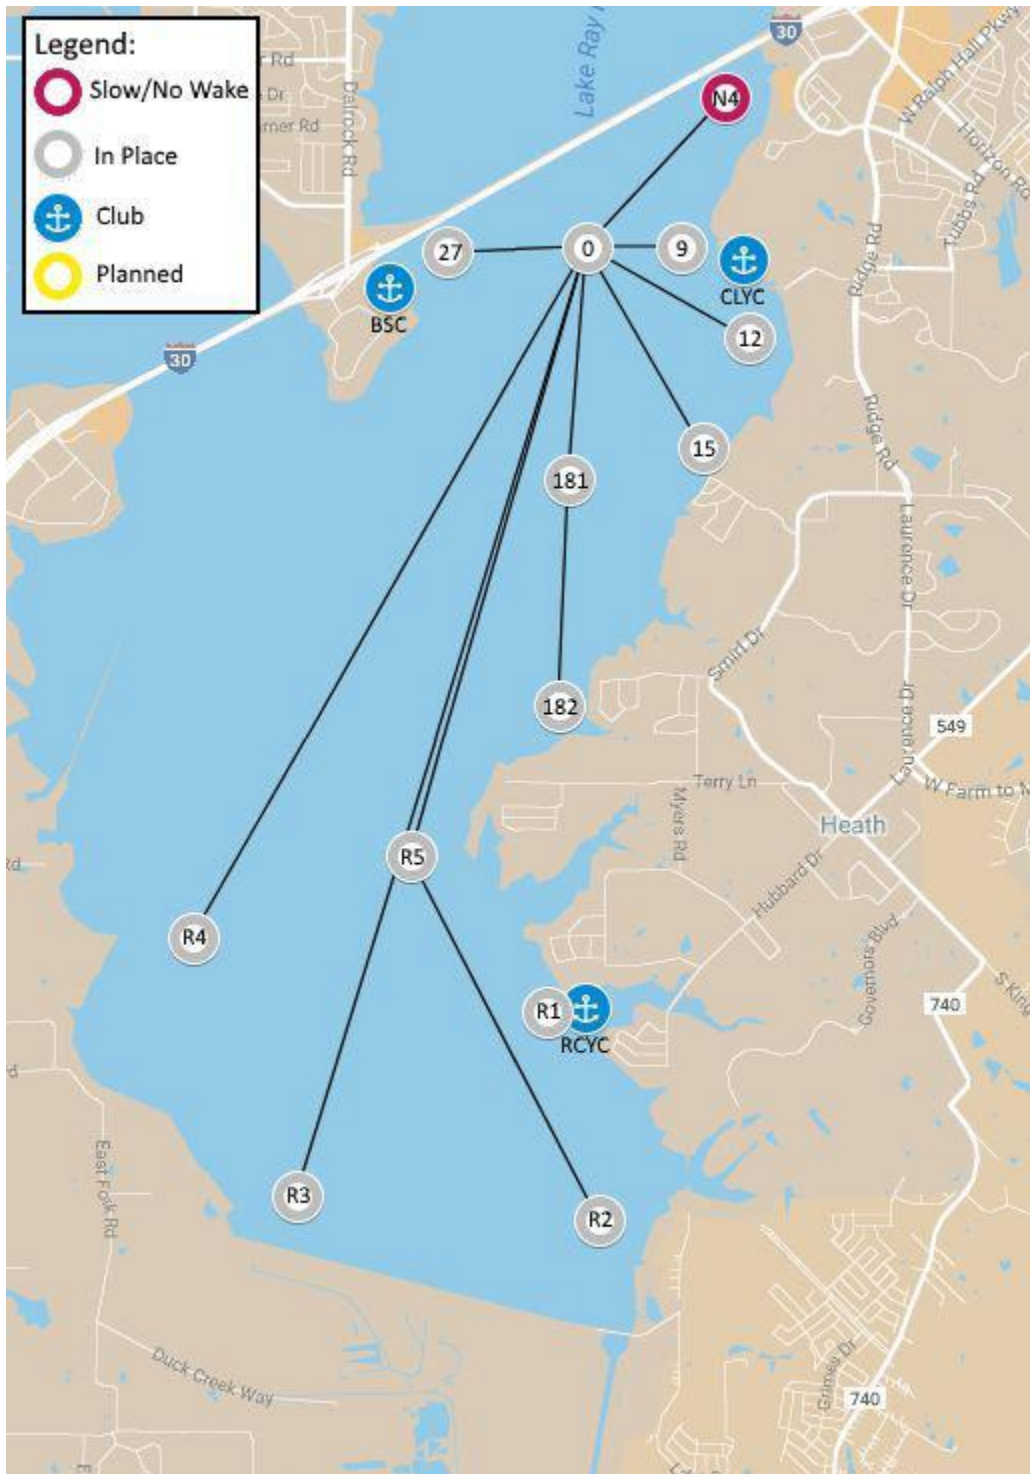 Legend:
Slow/No Wake
In Place
Club
Planned
Rd
Dr
rner Rd
Dalrock Rd
Lake Ray
30
W Ralph Hall Pkwy
Horizon Rd
Tubbs Rd
Ridge Rd
N4
27
0
9
CLYC
BSC
12
30
15
Ridge Rd
181
Laurence Dr
Smirl Dr
182
Laurence Dr
549
Terry Ln
W Farm to M
Myers Rd
Heath
R5
Hubbard Dr
Rd
Governors Blvd
R4
S King
740
R1
RCYC
d
East Fork Rd
R3
R2
Duck Creek Way
Grimes Dr
740
E